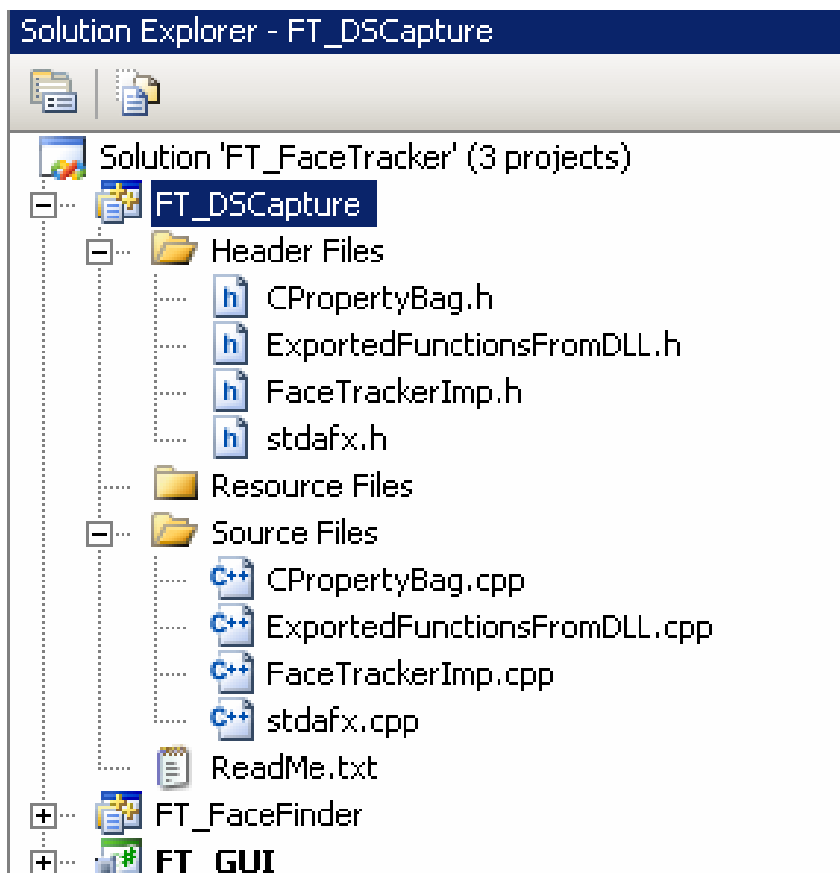 Solution Explorer - FT_DSCapture
Solution 'FT_FaceTracker' (3 projects)
FT_DSCapture
Header Files
h CPropertyBag.h
h ExportedFunctionsFromDLL.h
h FaceTrackerImp.h
h stdafx.h
Resource Files
Source Files
C++ CPropertyBag.cpp
C++ ExportedFunctionsFromDLL.cpp
C++ FaceTrackerImp.cpp
C++ stdafx.cpp
ReadMe.txt
FT_FaceFinder
FT_GUI